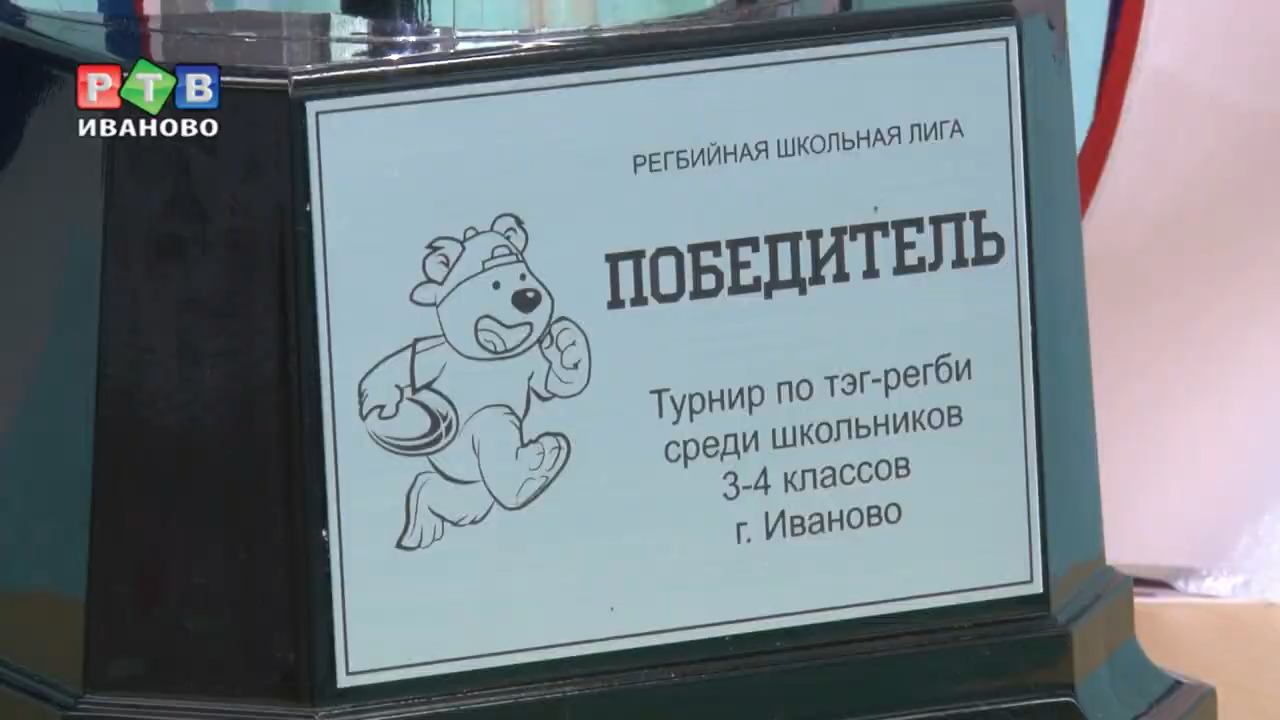 РТВ
ИВАНОВО
РЕГБИЙНАЯ ШКОЛЬНАЯ ЛИГА
ПОБЕДИТЕЛЬ
Турнир по тэг-регби
среди школьников
3-4 классов
г. Иваново